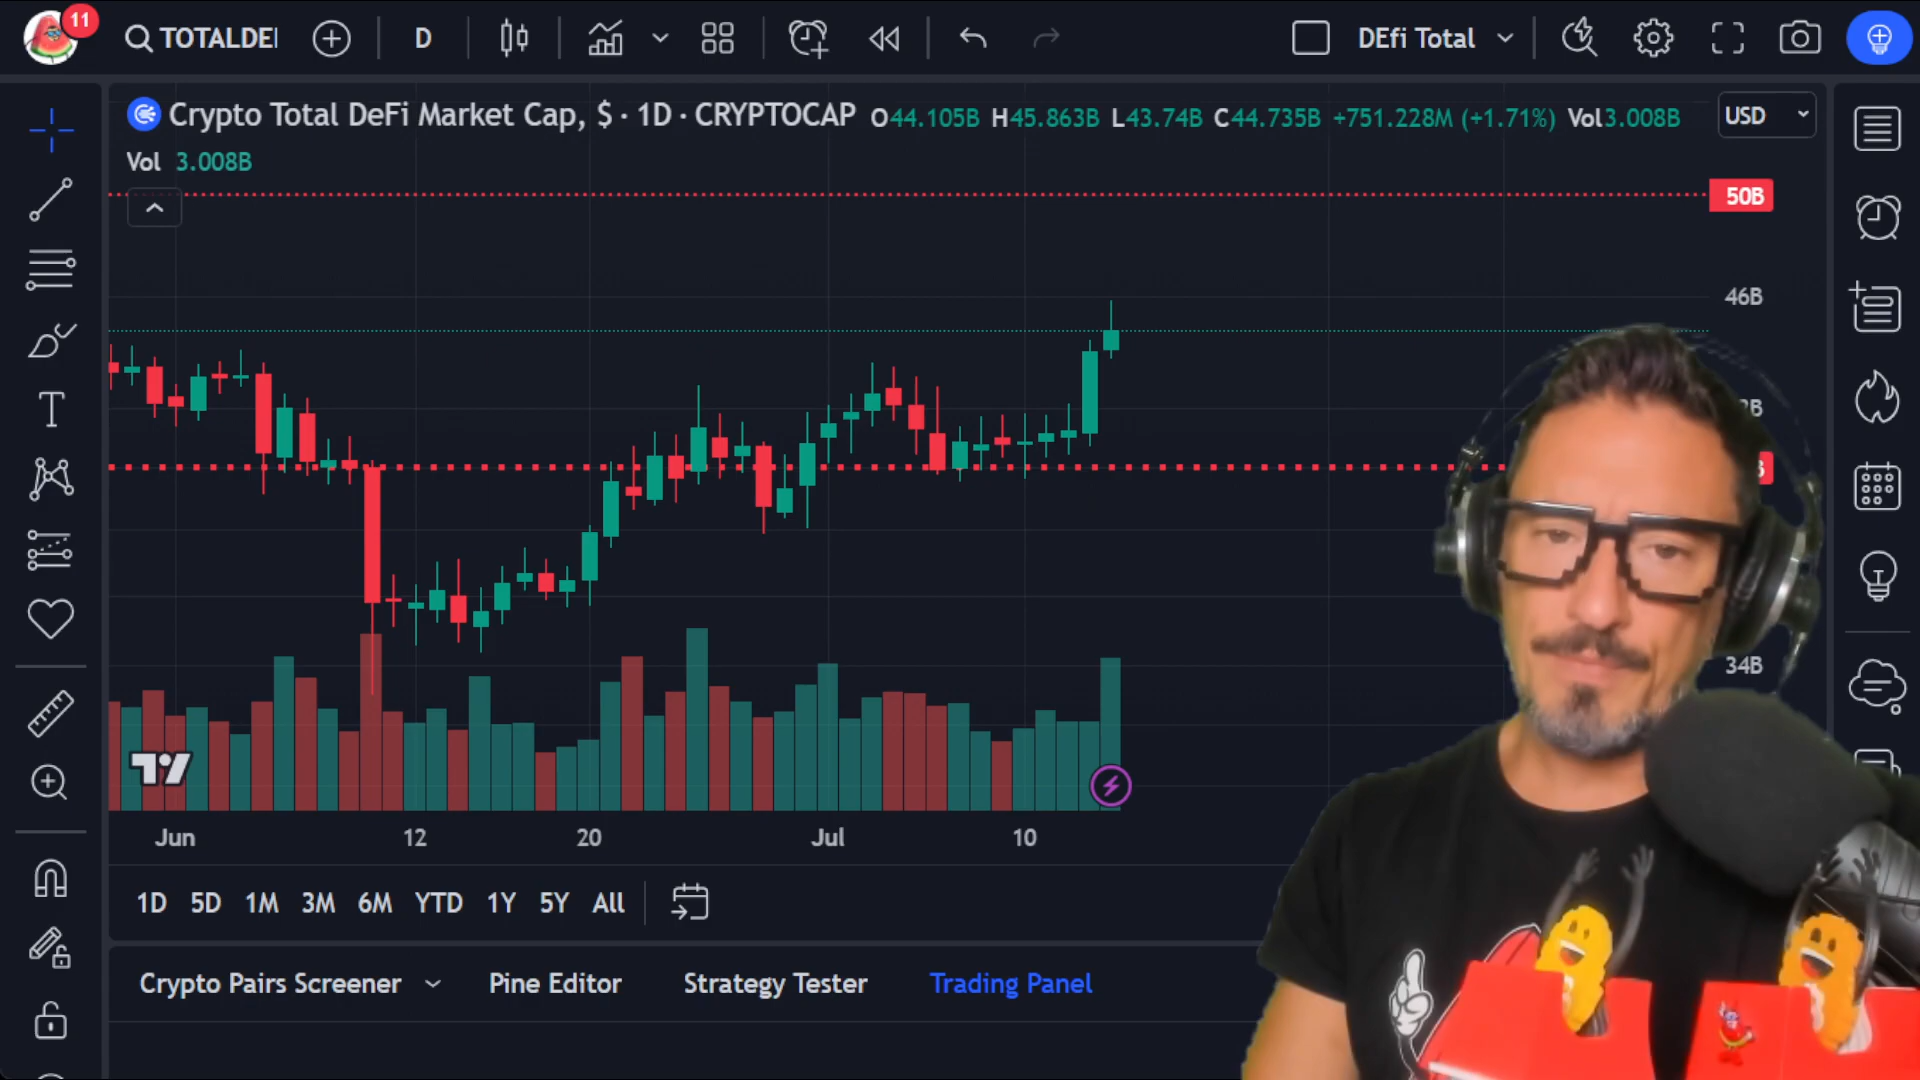 11
TOTALDE
D
DEfi Total
Crypto Total DeFi Market Cap, $ · 1D · CRYPTOCAP O44.105B H45.863B L43.74B C44.735B +751.228M (+1.71%) Vol3.008B
USD
Vol 3.008B
50B
46B
34B
Jun 12 20 Jul 10
1D 5D 1M 3M 6M YTD 1Y 5Y All
Crypto Pairs Screener Pine Editor Strategy Tester Trading Panel